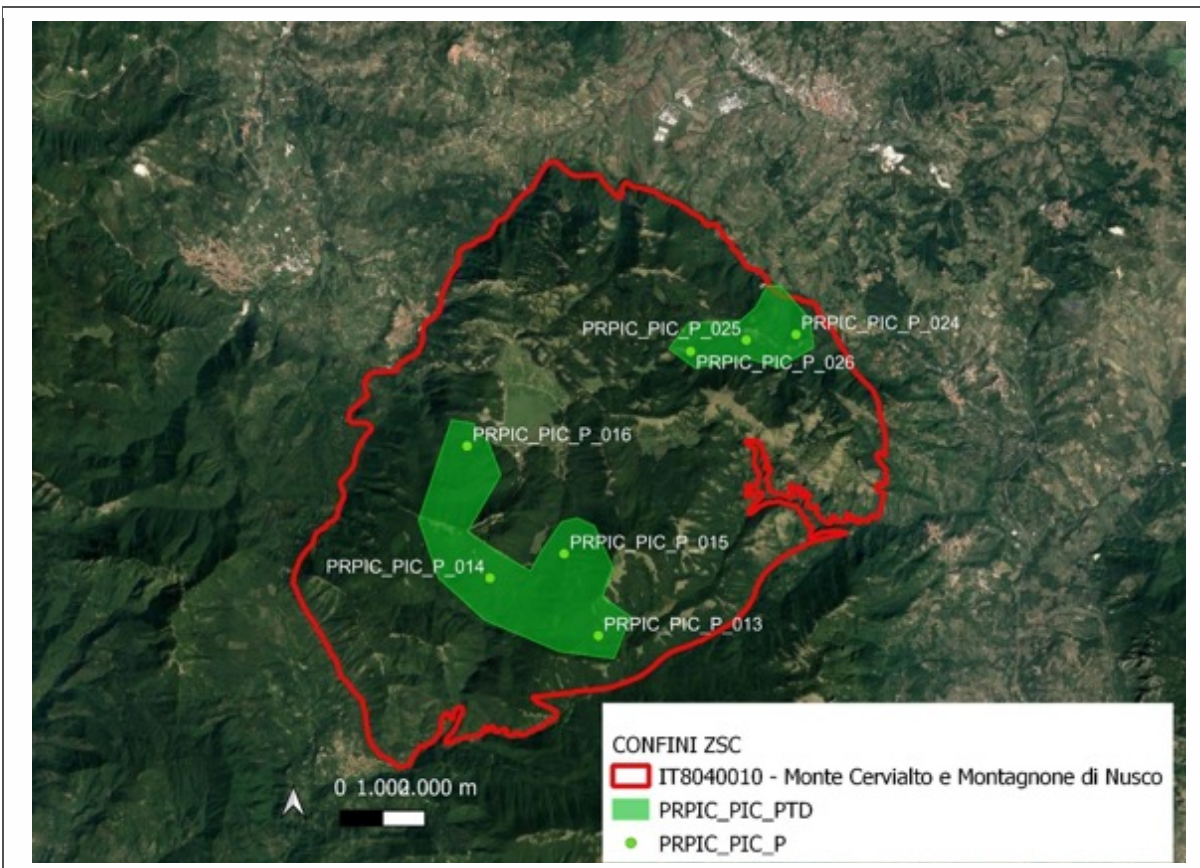 PRPIC_PIC_P_025
PRPIC_PIC_P_024
PRPIC_PIC_P_026
PRPIC_PIC_P_016
PRPIC_PIC_P_015
PRPIC_PIC_P_014
PRPIC_PIC_P_013
0 1.000 2.000 m
CONFINI ZSC
IT8040010 - Monte Cervialto e Montagnone di Nusco
PRPIC_PIC_PTD
PRPIC_PIC_P